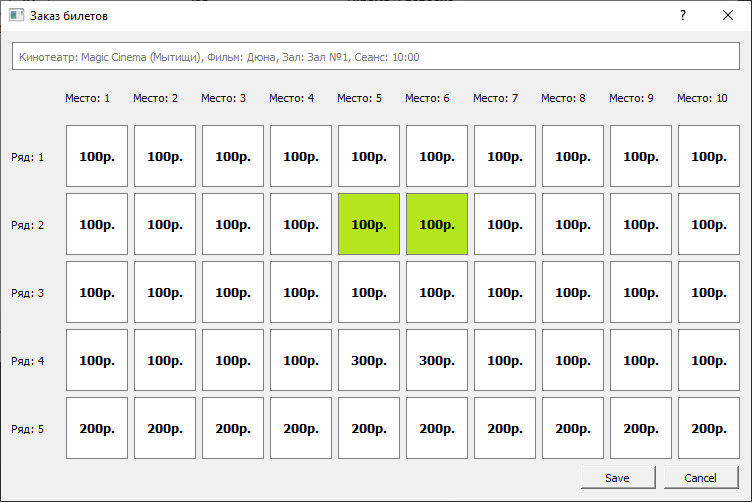 Заказ билетов
?
Кинотеатр: Magic Cinema (Мытищи), Фильм: Дюна, Зал: Зал №1, Сеанс: 10:00
Место: 1 Место: 2 Место: 3 Место: 4 Место: 5 Место: 6 Место: 7 Место: 8 Место: 9 Место: 10
Ряд: 1 100р. 100р. 100р. 100р. 100р. 100р. 100р. 100р. 100р. 100р.
Ряд: 2 100р. 100р. 100р. 100р. 100р. 100р. 100р. 100р. 100р. 100р.
Ряд: 3 100р. 100р. 100р. 100р. 100р. 100р. 100р. 100р. 100р. 100р.
Ряд: 4 100р. 100р. 100р. 100р. 300р. 300р. 100р. 100р. 100р. 100р.
Ряд: 5 200р. 200р. 200р. 200р. 200р. 200р. 200р. 200р. 200р. 200р.
Save Cancel